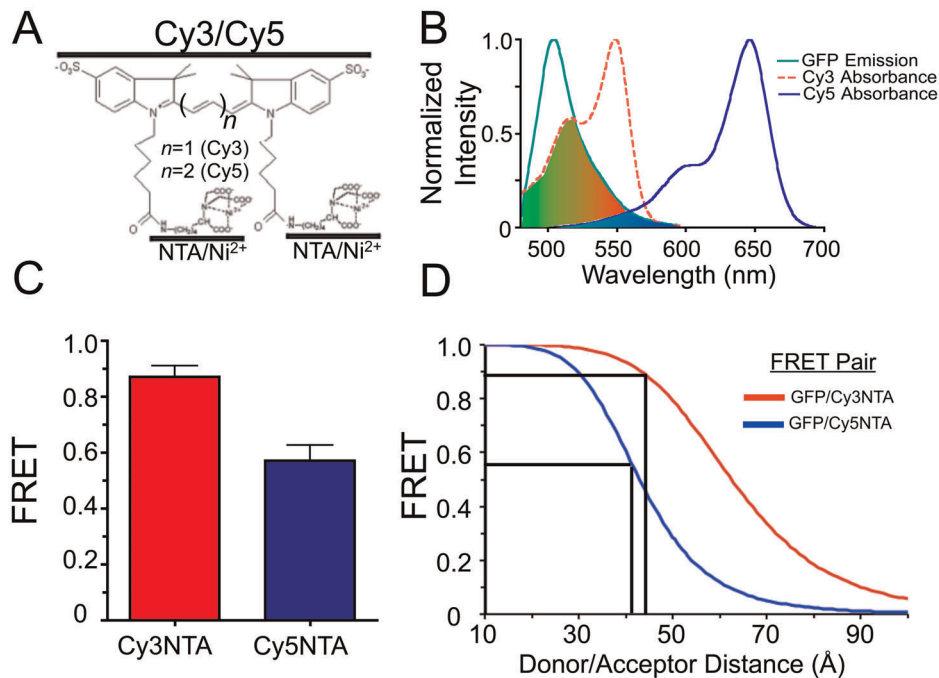 A
Cy3/Cy5
-O₃S
SO₃-
N
+
N
n
n=1 (Cy3)
n=2 (Cy5)
O
O
NTA/Ni²⁺
NTA/Ni²⁺
B
Normalized
Intensity
1.0
0.5
0
500
550
600
650
700
Wavelength (nm)
GFP Emission
Cy3 Absorbance
Cy5 Absorbance
C
FRET
1.0
0.8
0.6
0.4
0.2
0
Cy3NTA
Cy5NTA
D
FRET
1.0
0.8
0.6
0.4
0.2
0
10
30
50
70
90
Donor/Acceptor Distance (Å)
FRET Pair
GFP/Cy3NTA
GFP/Cy5NTA